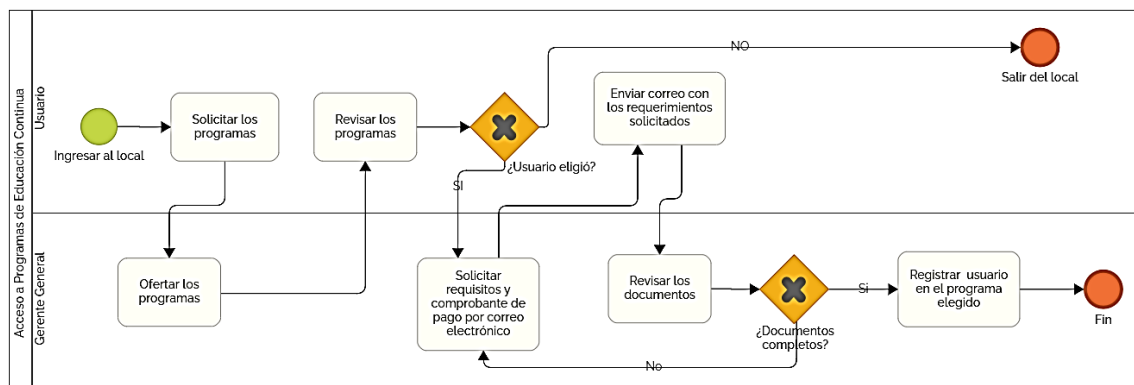 Acceso a Programas de Educación Continua
Usuario
Ingresar al local
Solicitar los
programas
Revisar los
programas
¿Usuario eligió?
NO
SI
Enviar correo con
los requerimientos
solicitados
Salir del local
Gerente General
Ofertar los
programas
Solicitar
requisitos y
comprobante de
pago por correo
electrónico
Revisar los
documentos
¿Documentos
completos?
Si
No
Registrar usuario
en el programa
elegido
Fin